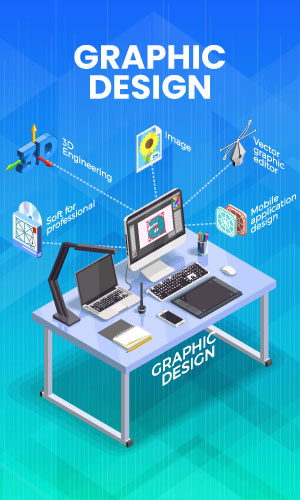 GRAPHIC
DESIGN
3D
Engineering
Image
Vector
graphic
editor
Soft for
professional
Mobile
application
design
GRAPHIC
DESIGN